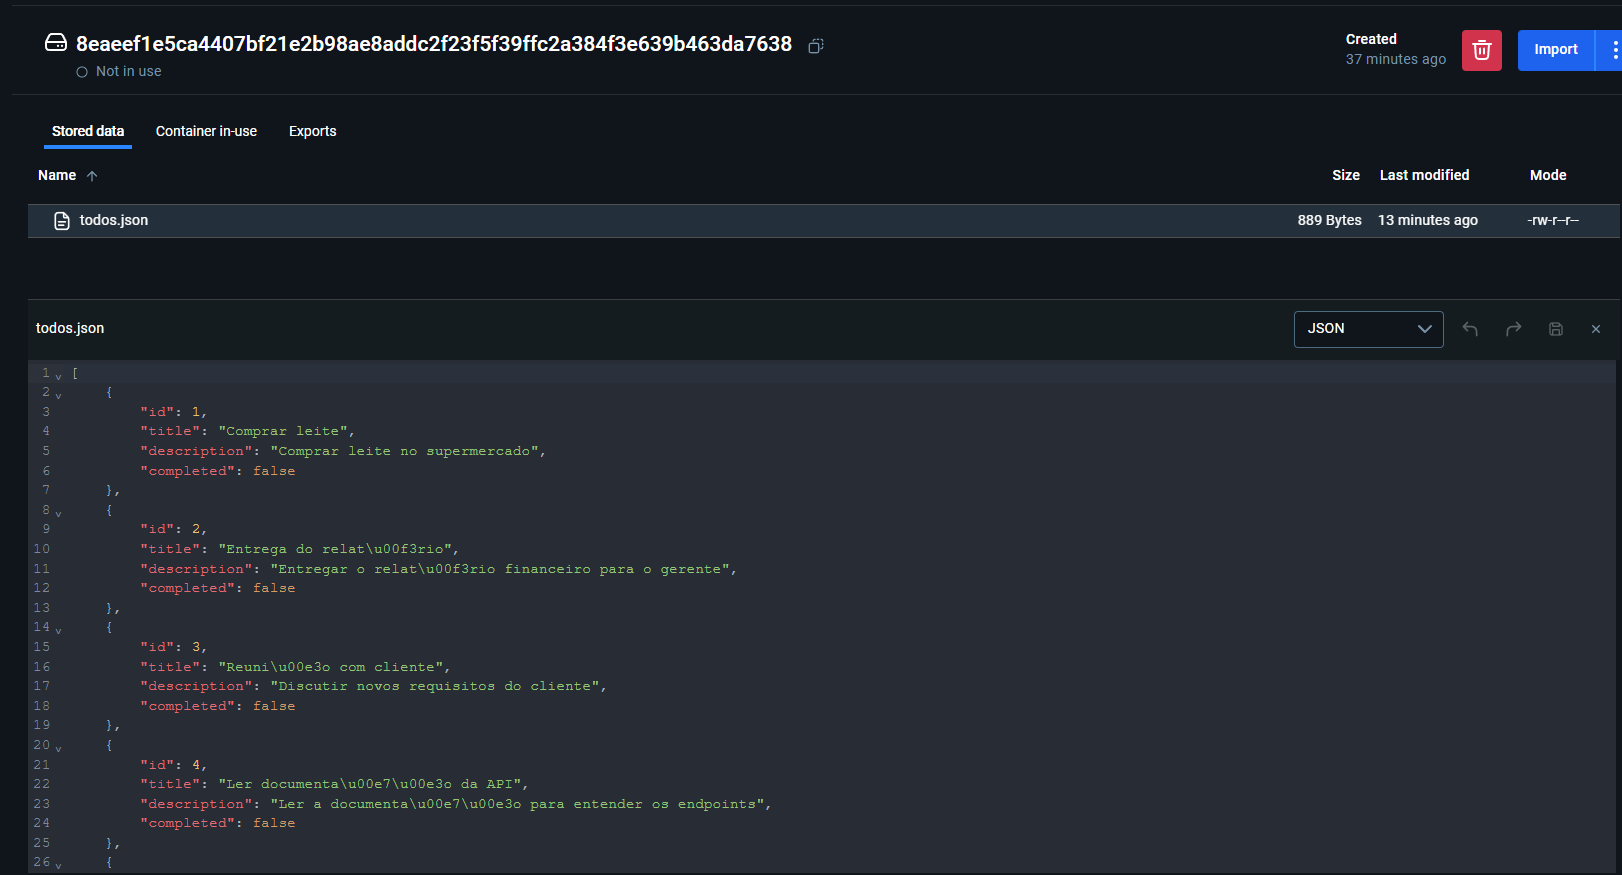 8eaeef1e5ca4407bf21e2b98ae8addc2f23f5f39ffc2a384f3e639b463da7638
Not in use
Created
37 minutes ago
Import
Stored data
Container in-use
Exports
Name
Size
Last modified
Mode
todos.json
889 Bytes
13 minutes ago
-rw-r--r--
todos.json
JSON
1 [
2 {
3 "id": 1,
4 "title": "Comprar leite",
5 "description": "Comprar leite no supermercado",
6 "completed": false
7 },
8 {
9 "id": 2,
10 "title": "Entrega do relat\u00f3rio",
11 "description": "Entregar o relat\u00f3rio financeiro para o gerente",
12 "completed": false
13 },
14 {
15 "id": 3,
16 "title": "Reuni\u00e3o com cliente",
17 "description": "Discutir novos requisitos do cliente",
18 "completed": false
19 },
20 {
21 "id": 4,
22 "title": "Ler documenta\u00e7\u00e3o da API",
23 "description": "Ler a documenta\u00e7\u00e3o para entender os endpoints",
24 "completed": false
25 },
26 {